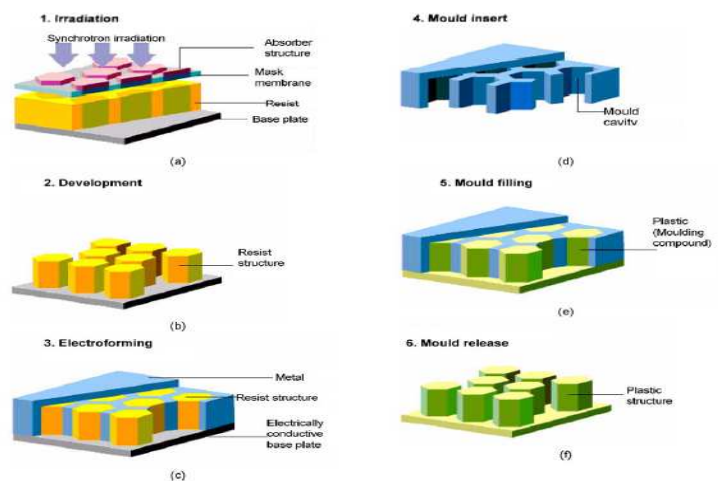 1. Irradiation
Synchrotron irradiation
Absorber
structure
Mask
membrane
Resist
Base plate
(a)
2. Development
Resist
structure
(b)
3. Electroforming
Metal
Resist structure
Electrically
conductive
base plate
(c)
4. Mould insert
Mould
cavity
(d)
5. Mould filling
Plastic
(Moulding
compound)
(e)
6. Mould release
Plastic
structure
(f)